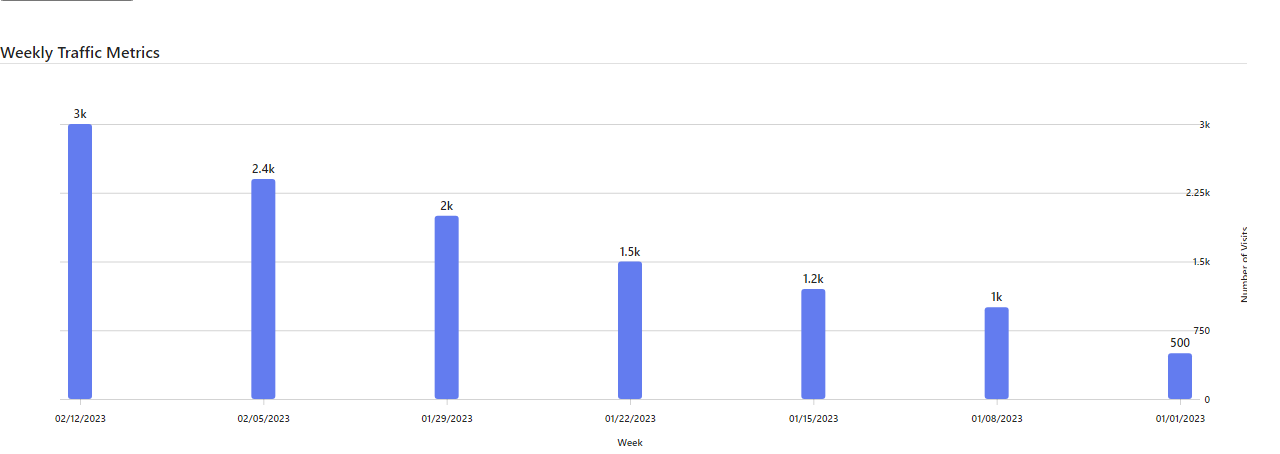 Weekly Traffic Metrics
3k
2.4k
2k
1.5k
1.2k
1k
500
3k
2.25k
1.5k
750
0
Number of Visits
02/12/2023
02/05/2023
01/29/2023
01/22/2023
01/15/2023
01/08/2023
01/01/2023
Week